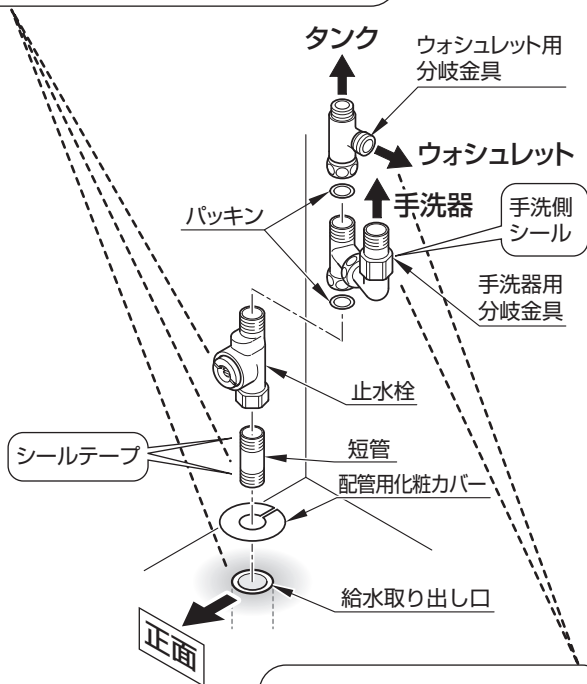 タンク
ウォシュレット用
分岐金具
ウォシュレット
手洗器
手洗側
シール
パッキン
手洗器用
分岐金具
止水栓
シールテープ
短管
配管用化粧カバー
給水取り出し口
正面